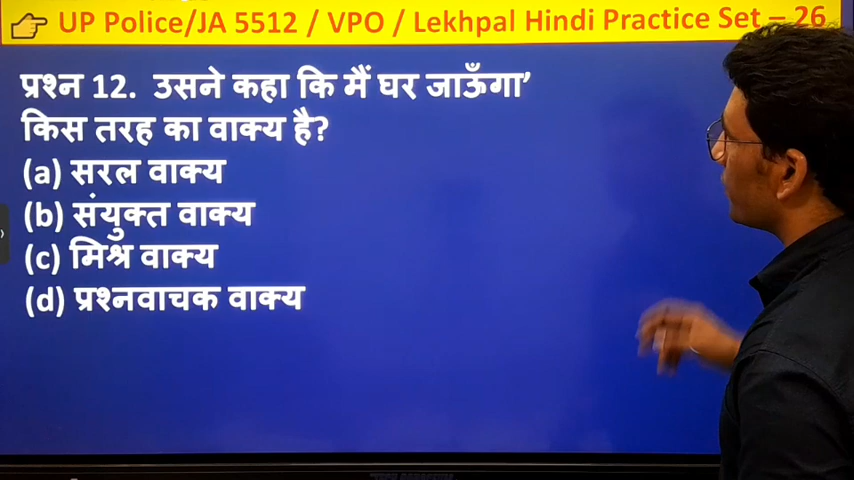 UP Police/JA 5512 / VPO / Lekhpal Hindi Practice Set – 26
प्रश्न 12. उसने कहा कि मैं घर जाऊँगा’
किस तरह का वाक्य है?
(a) सरल वाक्य
(b) संयुक्त वाक्य
(c) मिश्र वाक्य
(d) प्रश्नवाचक वाक्य